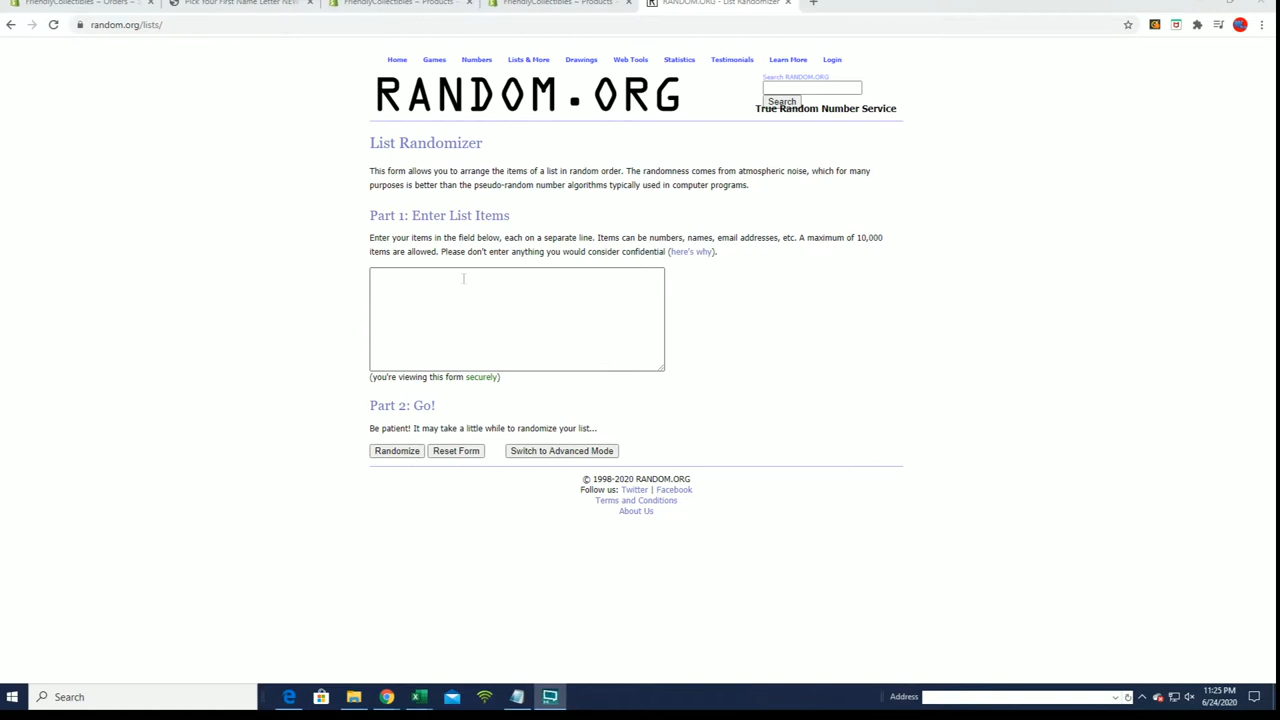 FriendlyCollectibles – Orders – S
Pick Your First Name Letter NEW
FriendlyCollectibles – Products –
FriendlyCollectibles – Products –
RANDOM.ORG - List Randomizer
random.org/lists/
Home Games Numbers Lists & More Drawings Web Tools Statistics Testimonials Learn More Login
RANDOM.ORG
Search RANDOM.ORG
Search
True Random Number Service
List Randomizer
This form allows you to arrange the items of a list in random order. The randomness comes from atmospheric noise, which for many
purposes is better than the pseudo-random number algorithms typically used in computer programs.
Part 1: Enter List Items
Enter your items in the field below, each on a separate line. Items can be numbers, names, email addresses, etc. A maximum of 10,000
items are allowed. Please don't enter anything you would consider confidential (here's why).
(you're viewing this form securely)
Part 2: Go!
Be patient! It may take a little while to randomize your list...
Randomize Reset Form Switch to Advanced Mode
© 1998-2020 RANDOM.ORG
Follow us: Twitter | Facebook
Terms and Conditions
About Us
Search
Address
11:25 PM
6/24/2020